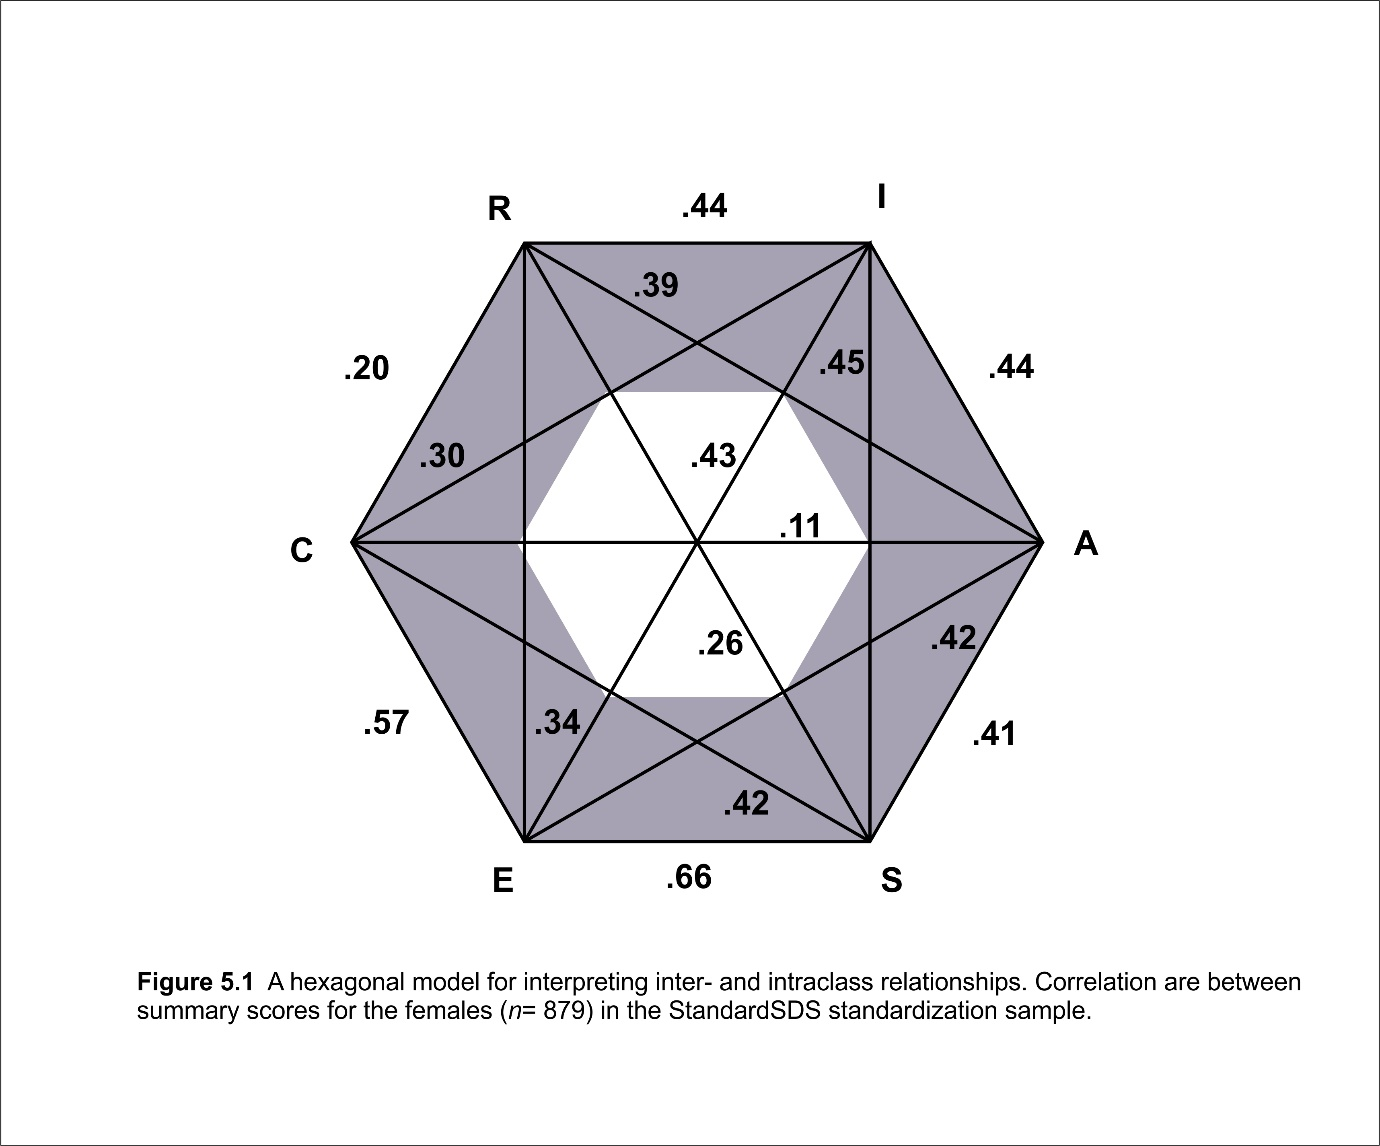 R
I
.44
.39
.20
.45
.44
.30
.43
.11
C
A
.26
.42
.57
.34
.41
.42
E
.66
S
Figure 5.1 A hexagonal model for interpreting inter- and intraclass relationships. Correlation are between
summary scores for the females (n= 879) in the StandardSDS standardization sample.